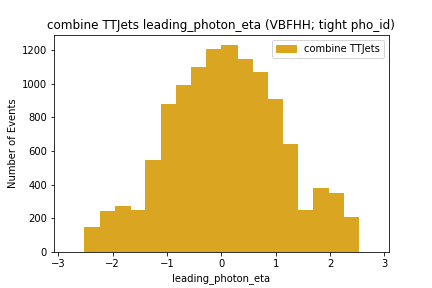 combine TTJets leading_photon_eta (VBFHH; tight pho_id)
combine TTJets
Number of Events
1200
1000
800
600
400
200
0
−3 −2 −1 0 1 2 3
leading_photon_eta